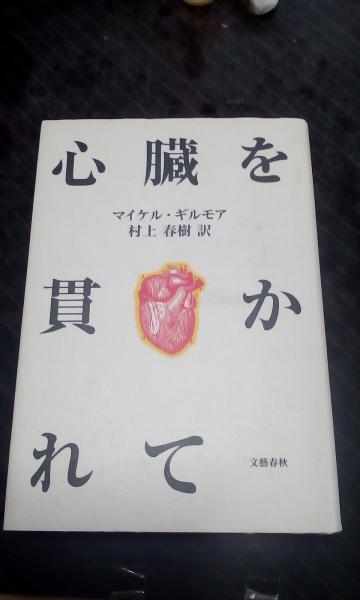 心臓を
マイケル・ギルモア
村上春樹 訳
貫か
れて
文藝春秋